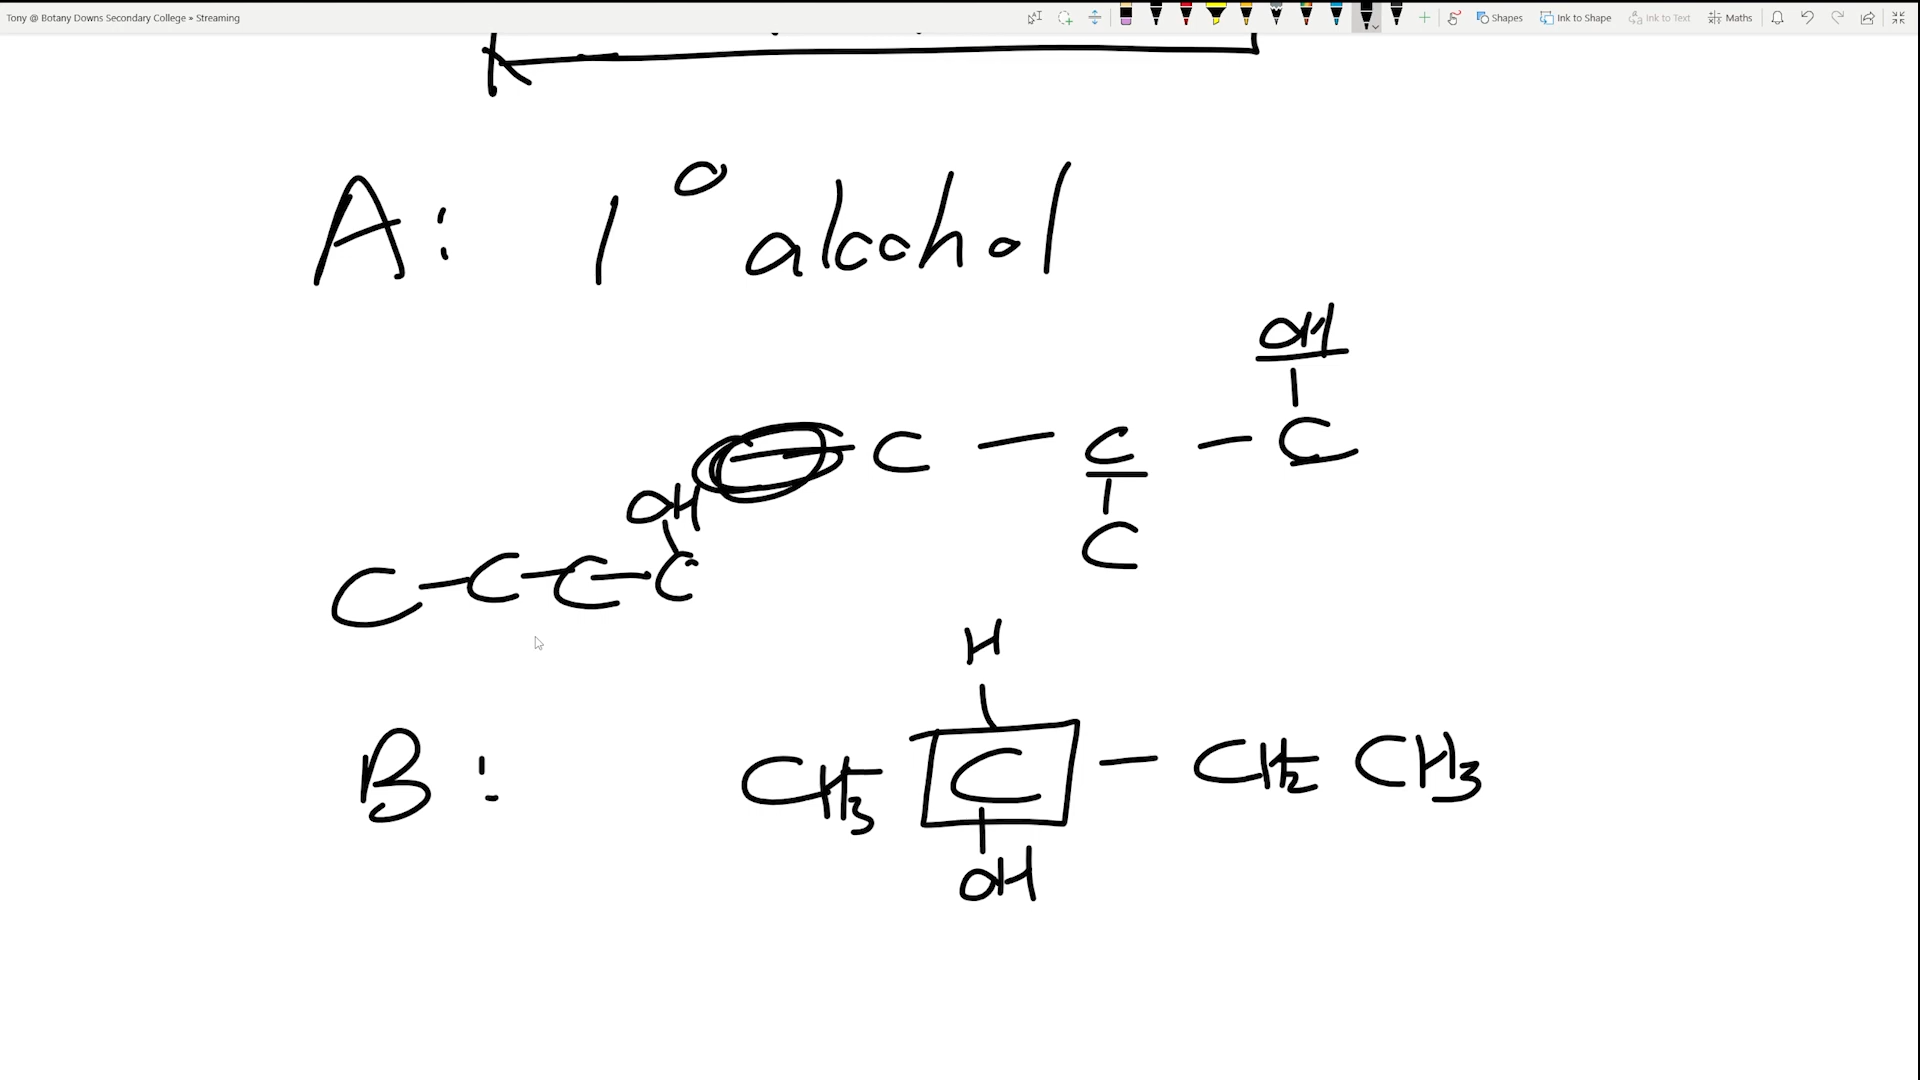 Tony @ Botany Downs Secondary College » Streaming
Shapes Ink to Shape Ink to Text Maths
A: 1° alcohol
OH
C — C — C
C
OH
C — C — C — C
H
B: CH3 C — CH2 CH3
OH